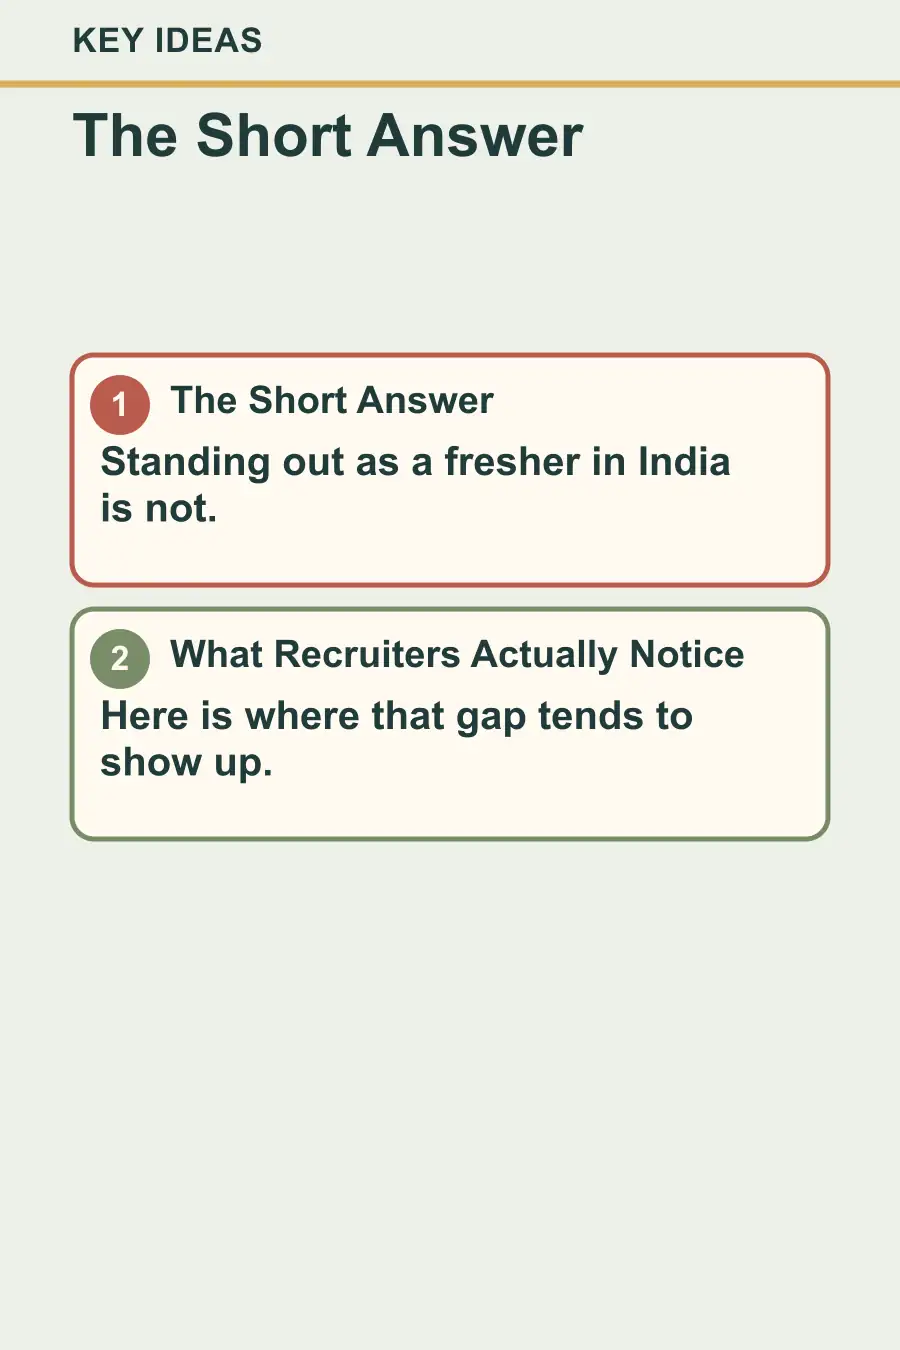 KEY IDEAS
The Short Answer
1 The Short Answer
Standing out as a fresher in India
is not.
2 What Recruiters Actually Notice
Here is where that gap tends to
show up.